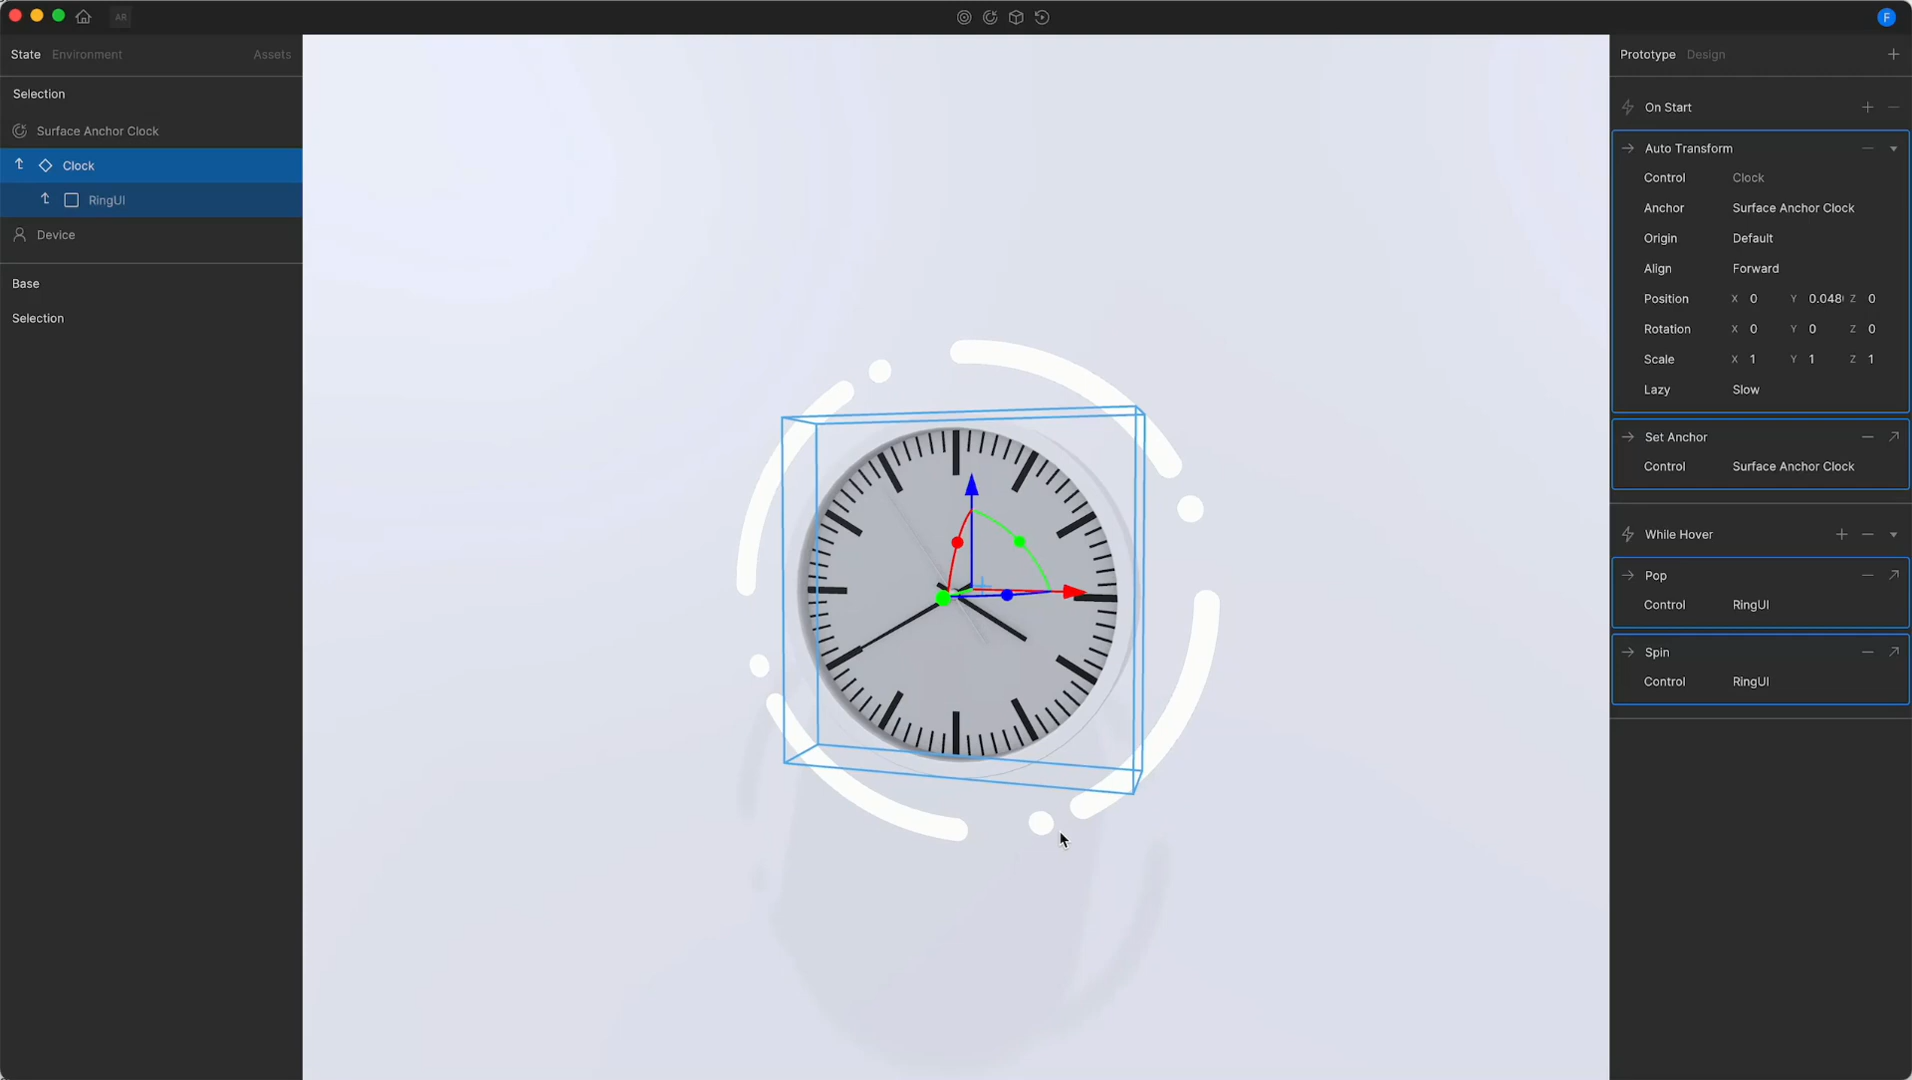 AR
F
State Environment Assets
Selection
Surface Anchor Clock
Clock
RingUI
Device
Base
Selection
Prototype Design
On Start
Auto Transform
Control Clock
Anchor Surface Anchor Clock
Origin Default
Align Forward
Position X 0 Y 0.048 Z 0
Rotation X 0 Y 0 Z 0
Scale X 1 Y 1 Z 1
Lazy Slow
Set Anchor
Control Surface Anchor Clock
While Hover
Pop
Control RingUI
Spin
Control RingUI